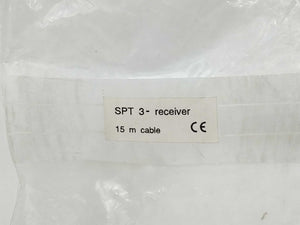 SPT 3- receiver
15 m cable CE